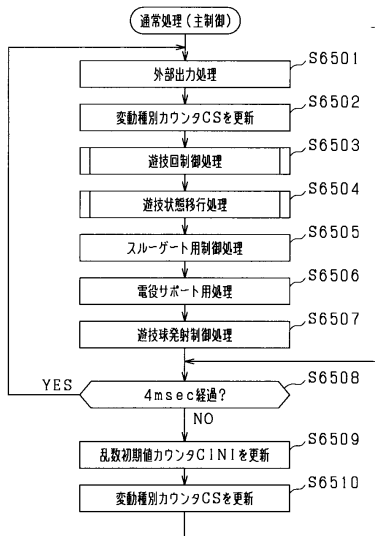 通常処理(主制御)
S6501
外部出力処理
S6502
変動種別カウンタCSを更新
S6503
遊技回制御処理
S6504
遊技状態移行処理
S6505
スルーゲート用制御処理
S6506
電役サポート用処理
S6507
遊技球発射制御処理
S6508
YES
4msec経過?
NO
S6509
乱数初期値カウンタCINIを更新
S6510
変動種別カウンタCSを更新